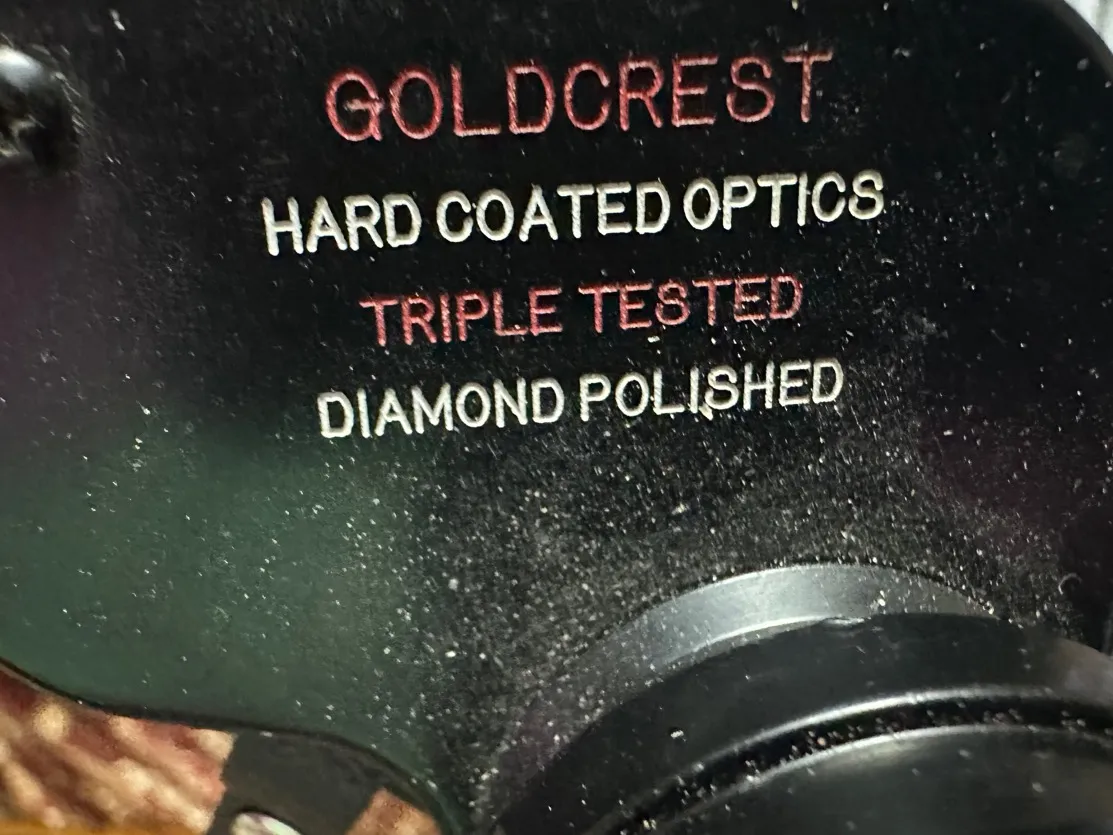 GOLDCREST
HARD COATED OPTICS
TRIPLE TESTED
DIAMOND POLISHED